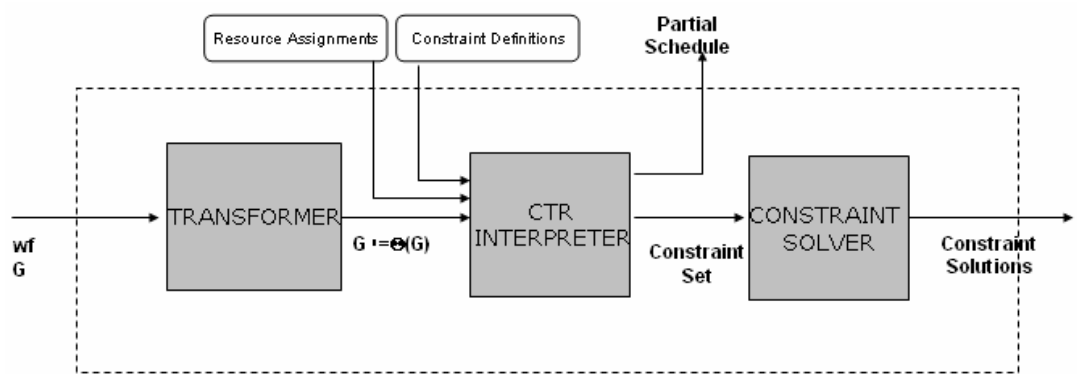 Partial
Schedule
Resource Assignments
Constraint Definitions
TRANSFORMER
CTR
INTERPRETER
CONSTRAINT
SOLVER
wf
G
G '=Θ(G)
Constraint
Set
Constraint
Solutions